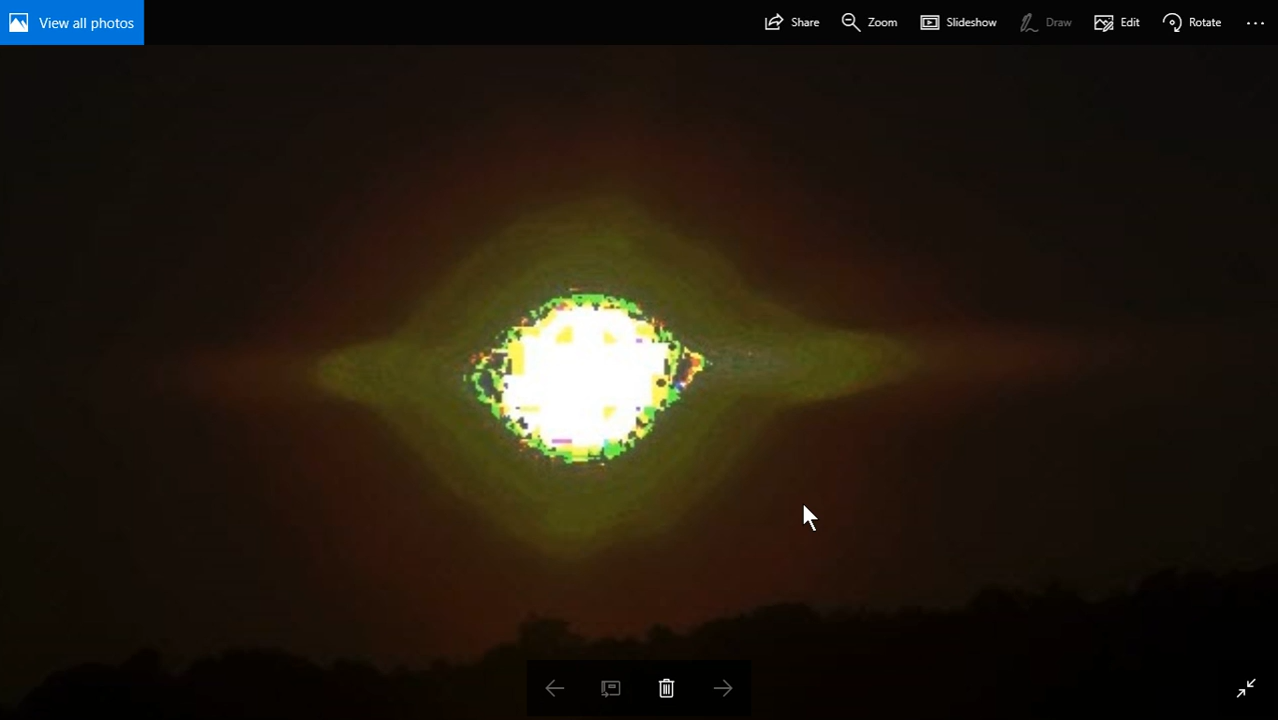 View all photos
Share
Zoom
Slideshow
Draw
Edit
Rotate